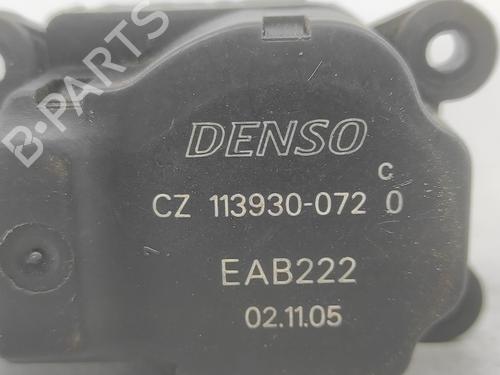 B-PARTS
DENSO
C
CZ 113930-072 0
EAB222
02.11.05